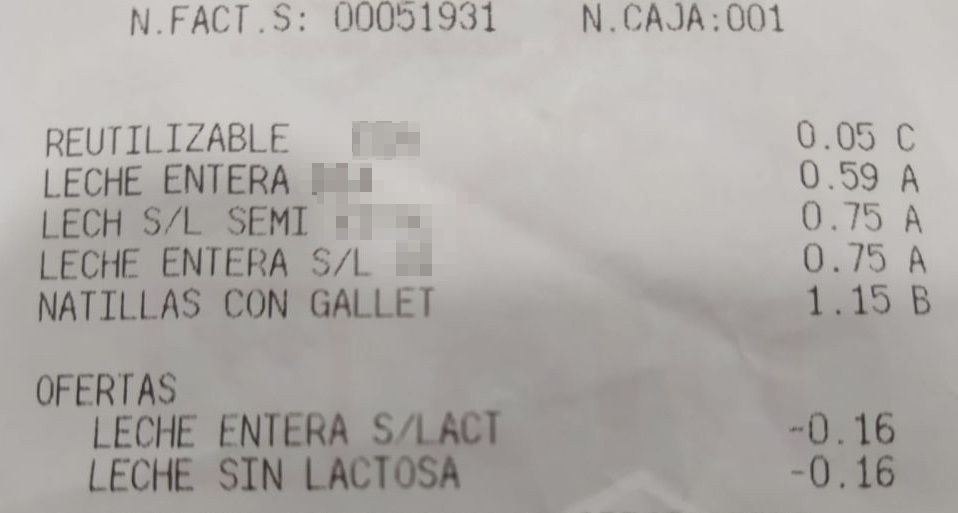 N.FACT.S: 00051931 N.CAJA:001
REUTILIZABLE 0.05 C
LECHE ENTERA 0.59 A
LECH S/L SEMI 0.75 A
LECHE ENTERA S/L 0.75 A
NATILLAS CON GALLET 1.15 B
OFERTAS
LECHE ENTERA S/LACT -0.16
LECHE SIN LACTOSA -0.16